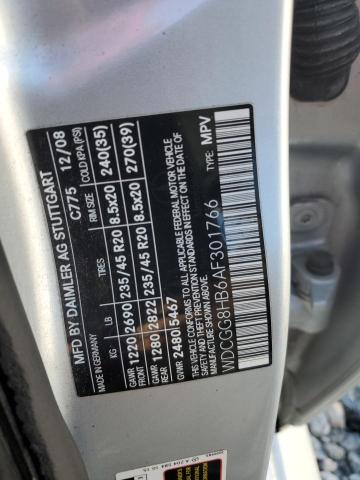 MFD BY DAIMLER AG STUTTGART
MADE IN GERMANY C775 12/08
KG LB TIRES RIM SIZE COLD KPA (PSI)
GAWR FRONT 1220 2690 235/45 R20 8.5x20 240(35)
GAWR REAR 1280 2822 235/45 R20 8.5x20 270(39)
GVWR 2480 5467
THIS VEHICLE CONFORMS TO ALL APPLICABLE FEDERAL MOTOR VEHICLE
SAFETY, BUMPER, AND THEFT PREVENTION STANDARDS IN EFFECT ON THE DATE OF
MANUFACTURE SHOWN ABOVE.
WDCGG8HB6AF301766 TYPE: MPV